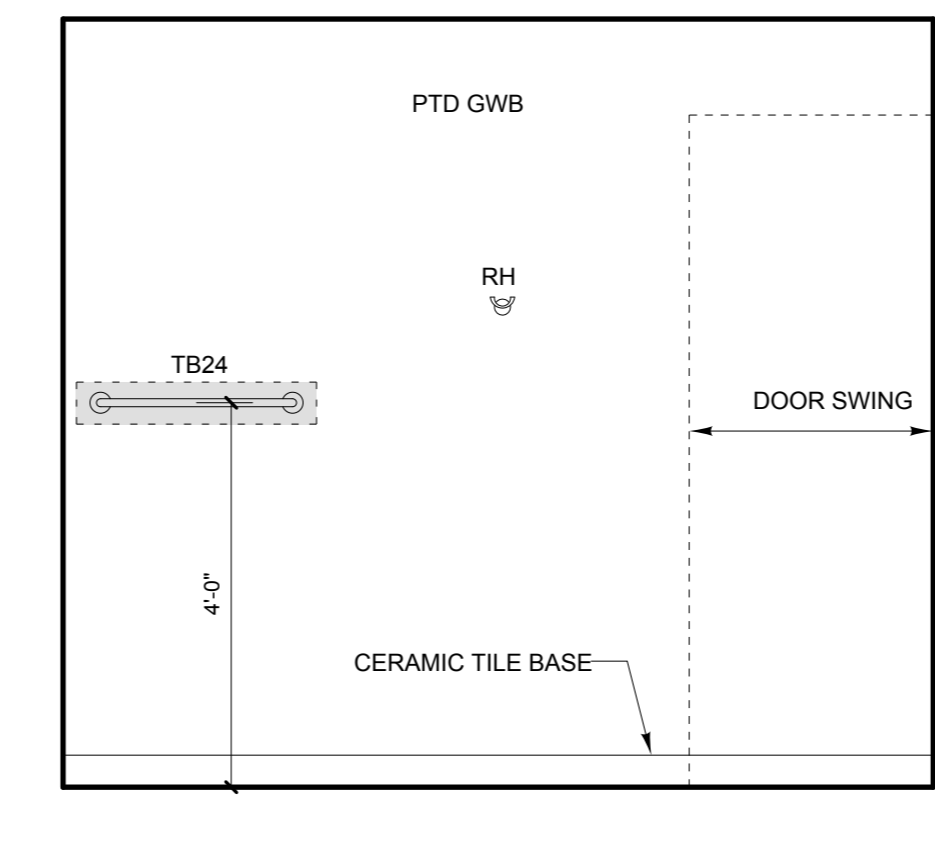 PTD GWB
RH
TB24
DOOR SWING
4'-0"
CERAMIC TILE BASE